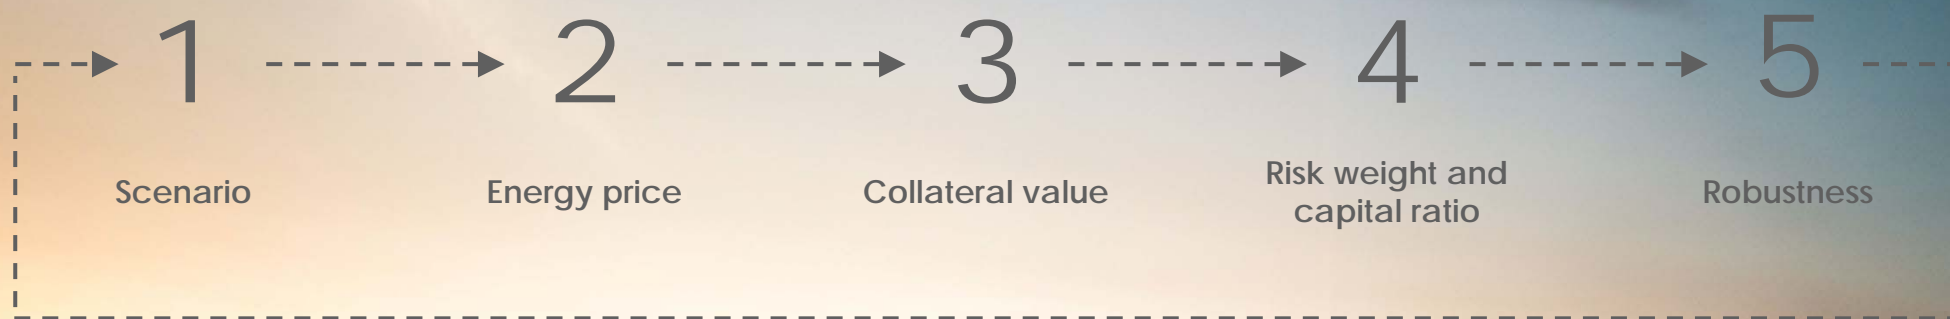 1 2 3 4 5
Scenario Energy price Collateral value Risk weight and
capital ratio Robustness